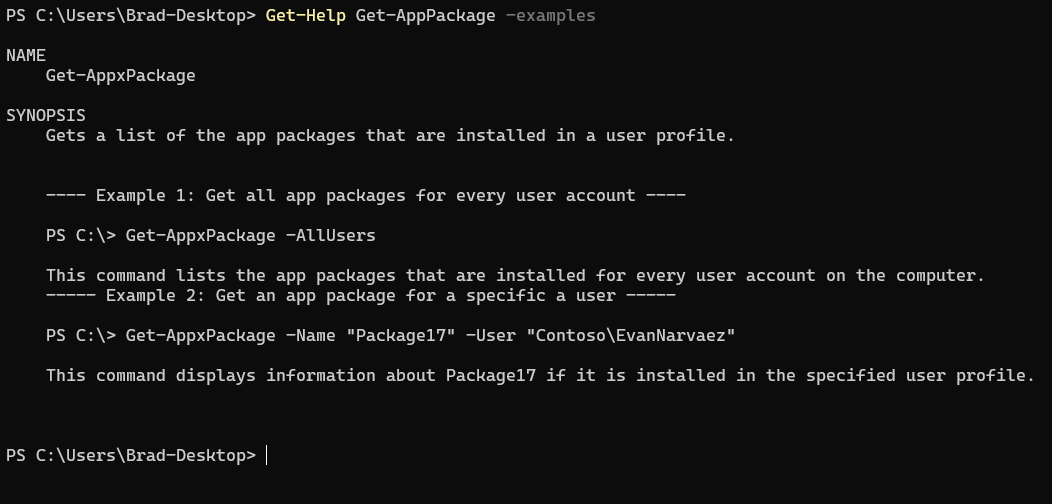 PS C:\Users\Brad-Desktop> Get-Help Get-AppPackage -examples
NAME
Get-AppxPackage
SYNOPSIS
Gets a list of the app packages that are installed in a user profile.
---- Example 1: Get all app packages for every user account ----
PS C:\> Get-AppxPackage -AllUsers
This command lists the app packages that are installed for every user account on the computer.
----- Example 2: Get an app package for a specific a user -----
PS C:\> Get-AppxPackage -Name "Package17" -User "Contoso\EvanNarvaez"
This command displays information about Package17 if it is installed in the specified user profile.
PS C:\Users\Brad-Desktop>